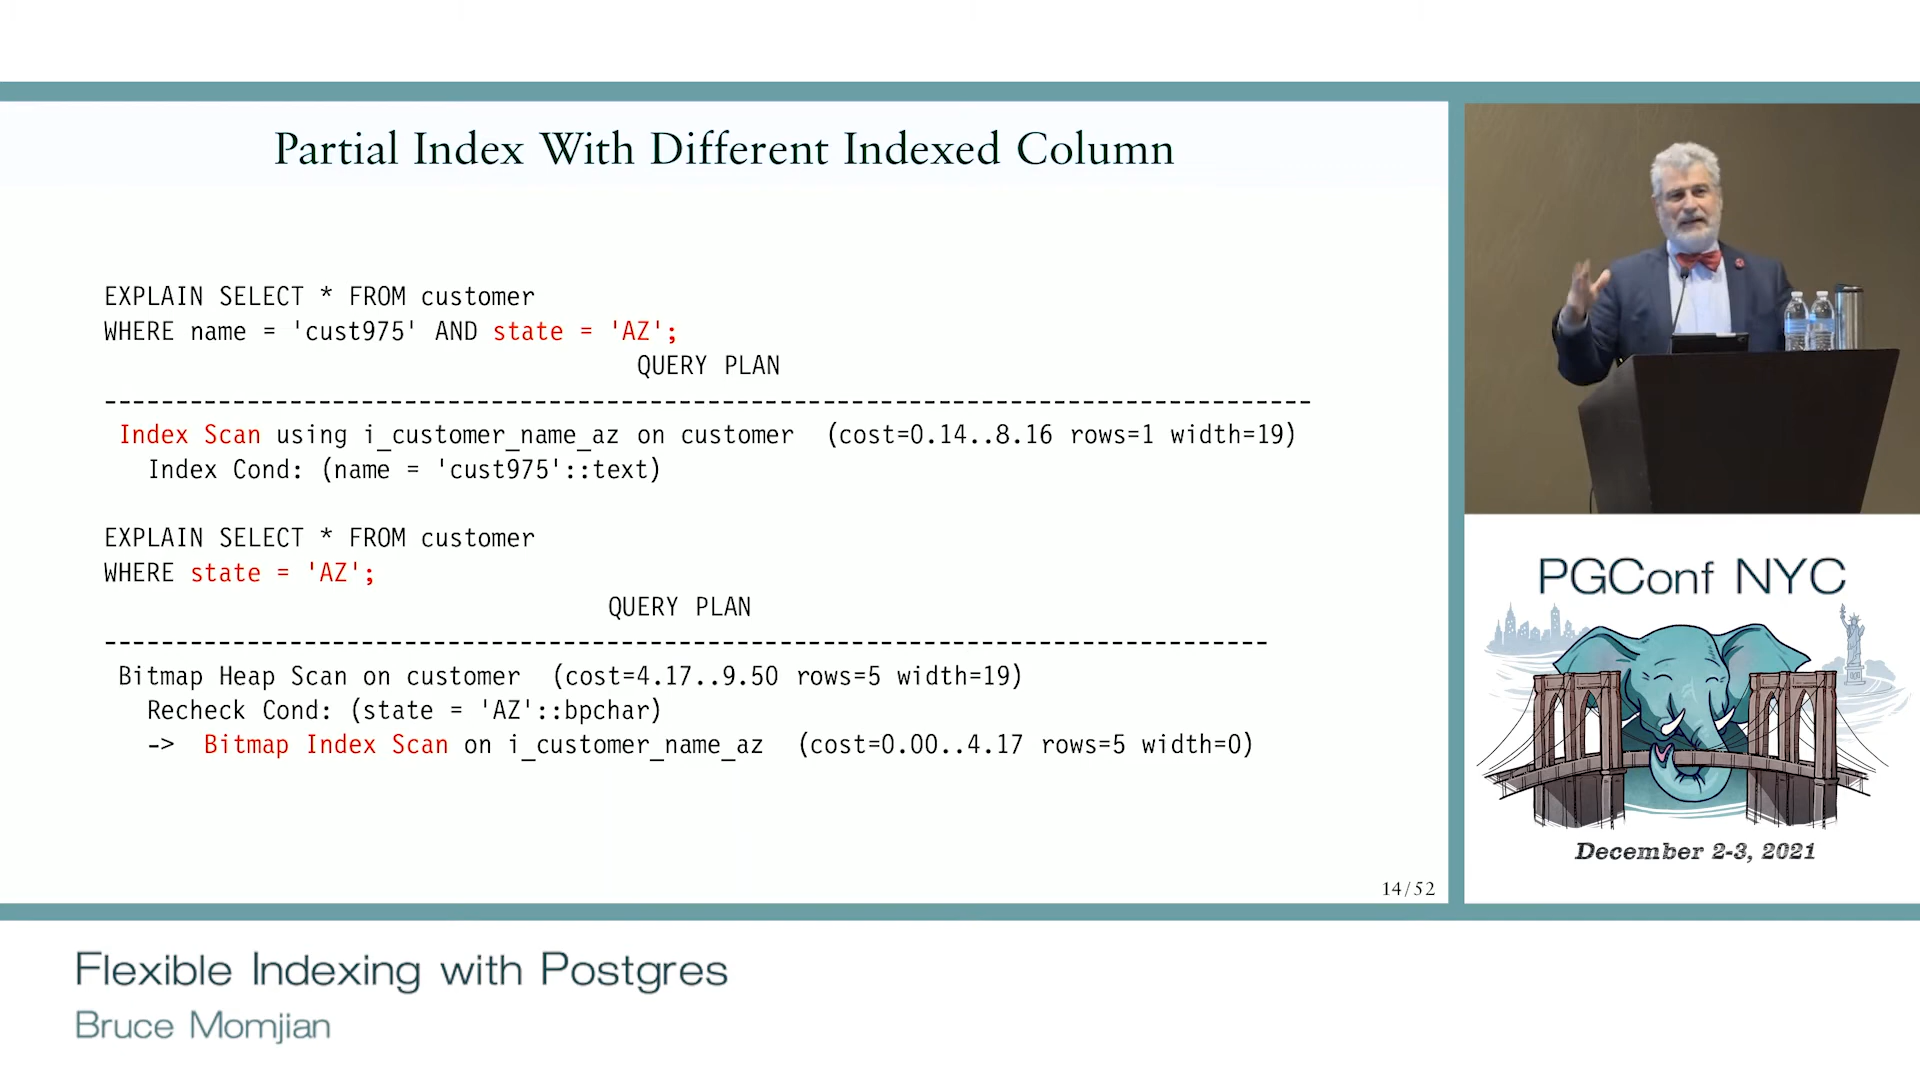 Partial Index With Different Indexed Column
EXPLAIN SELECT * FROM customer
WHERE name = 'cust975' AND state = 'AZ';
QUERY PLAN
------------------------------------------------------------------------------------
Index Scan using i_customer_name_az on customer (cost=0.14..8.16 rows=1 width=19)
Index Cond: (name = 'cust975'::text)
EXPLAIN SELECT * FROM customer
WHERE state = 'AZ';
QUERY PLAN
---------------------------------------------------------------------------------
Bitmap Heap Scan on customer (cost=4.17..9.50 rows=5 width=19)
Recheck Cond: (state = 'AZ'::bpchar)
-> Bitmap Index Scan on i_customer_name_az (cost=0.00..4.17 rows=5 width=0)
14/52
PGConf NYC
December 2-3, 2021
Flexible Indexing with Postgres
Bruce Momjian